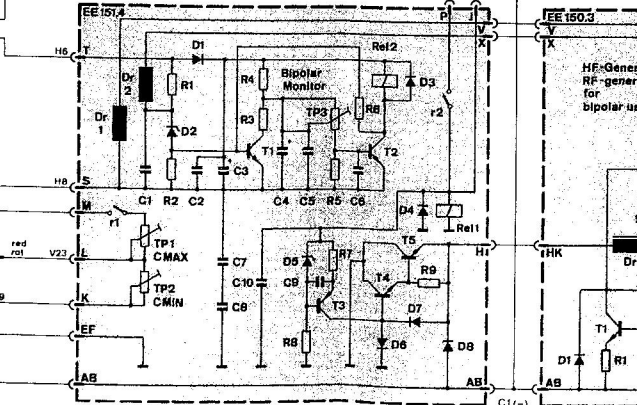 EE 151.4
P
J
EE 150.3
V
V
X
X
H6
T
D1
Rel2
HF-Gener
RF-gener
for
bipolar
Bipolar
Monitor
Dr
2
R1
R4
D3
TP3
R6
r2
Dr
1
D2
R3
T1
T2
C3
H8
S
C1
R2
C2
C4
C5
R5
C6
M
r1
D4
Rel1
TP1
CMAX
red
rot
V23
L
T5
H
HK
D5
R7
C7
C10
C9
T4
R9
Dr
TP2
CMIN
9
K
C8
T3
D7
T1
EF
R8
D6
D8
D1
R1
AB
AB
AB
C1(-)